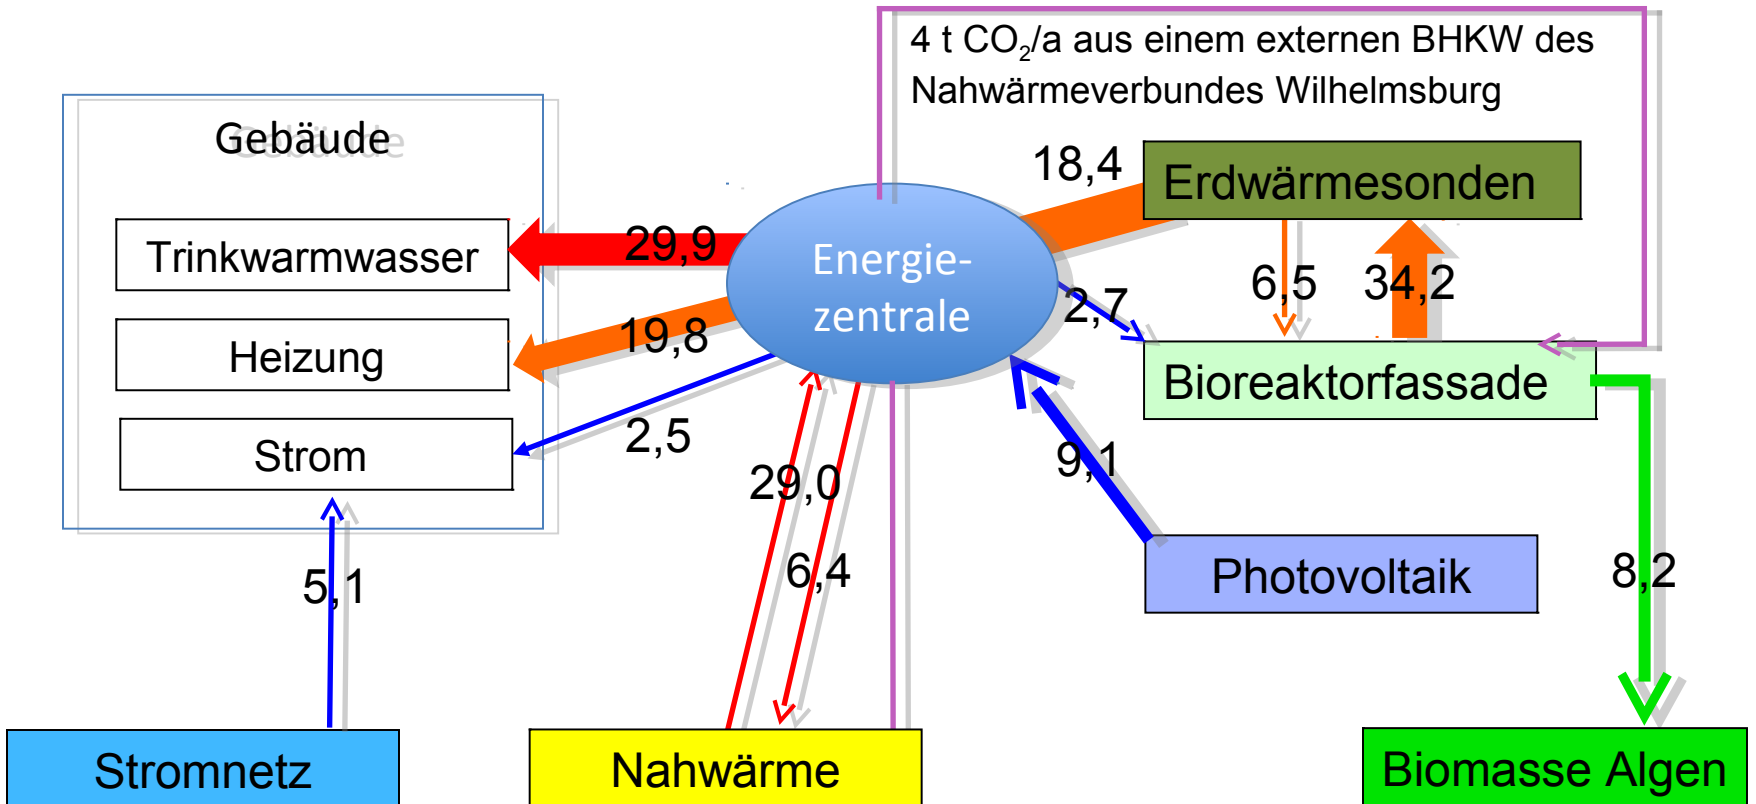 4 t CO₂/a aus einem externen BHKW des
Nahwärmeverbundes Wilhelmsburg
Gebäude
18,4
Erdwärmesonden
Trinkwarmwasser
29,9
Energie-
zentrale
6,5
34,2
2,7
Heizung
19,8
Bioreaktorfassade
Strom
2,5
9,1
29,0
5,1
6,4
Photovoltaik
8,2
Stromnetz
Nahwärme
Biomasse Algen